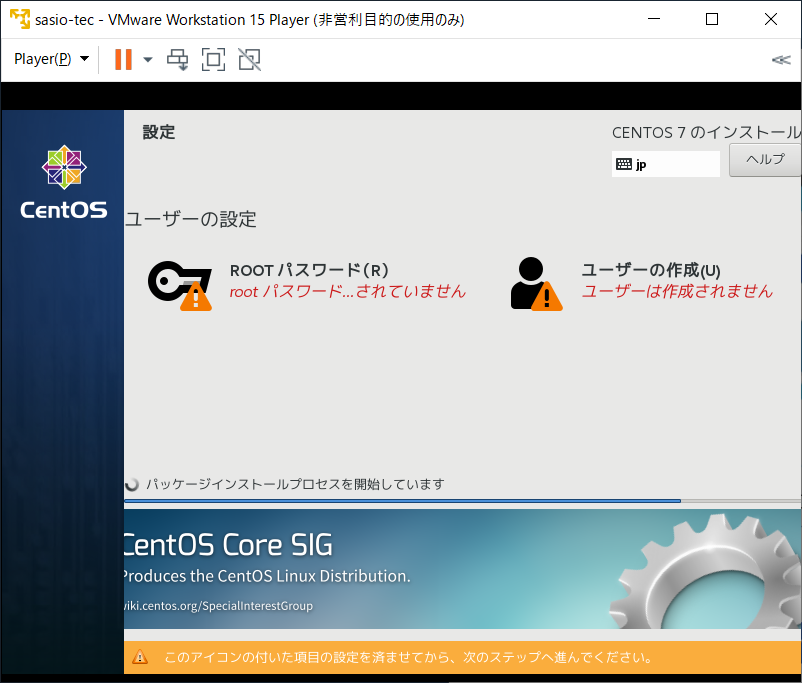 sasio-tec - VMware Workstation 15 Player (非営利目的の使用のみ)
Player(P)
設定
CENTOS 7 のインストール
jp
ヘルプ
CentOS
ユーザーの設定
ROOT パスワード(R)
root パスワード...されていません
ユーザーの作成(U)
ユーザーは作成されません
パッケージインストールプロセスを開始しています
CentOS Core SIG
Produces the CentOS Linux Distribution.
wiki.centos.org/SpecialInterestGroup
このアイコンの付いた項目の設定を済ませてから、次のステップへ進んでください。